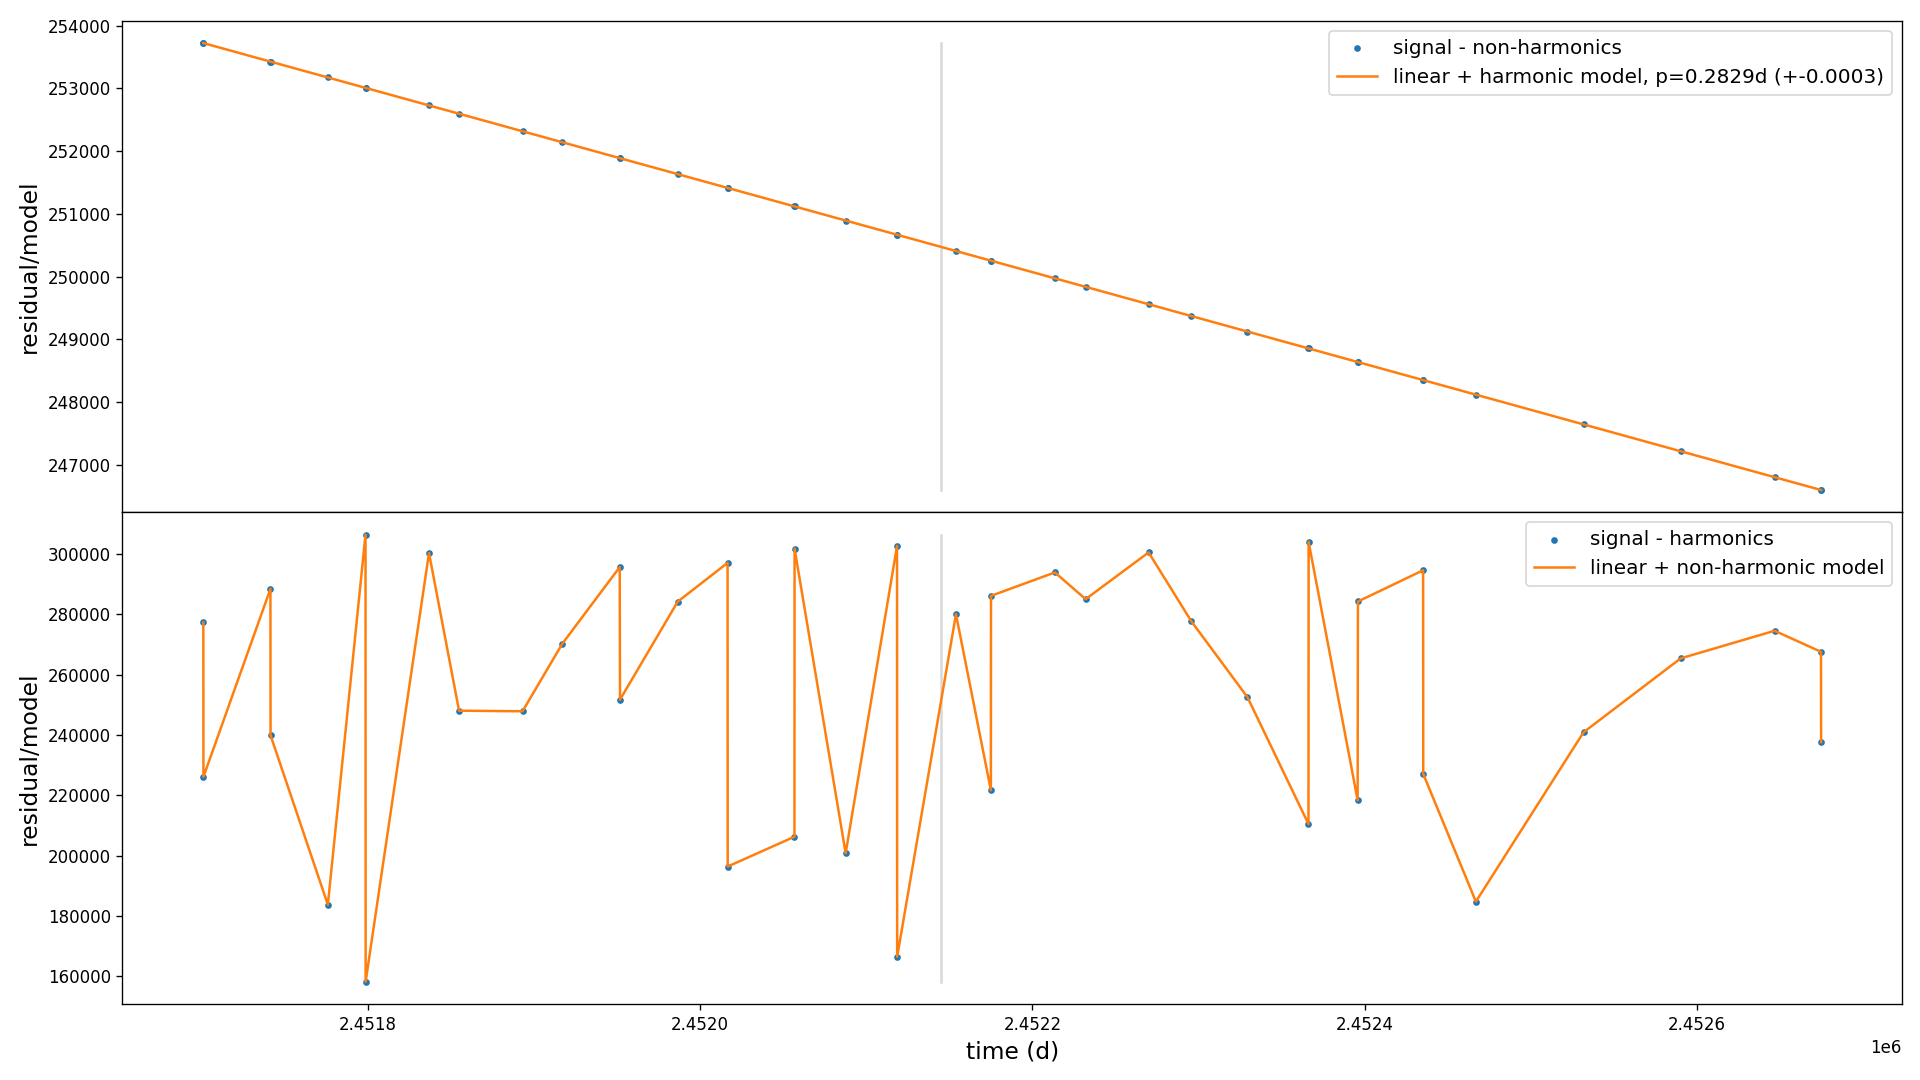 254000
253000
252000
251000
250000
249000
248000
247000
residual/model
signal - non-harmonics
linear + harmonic model, p=0.2829d (+-0.0003)
300000
280000
260000
240000
220000
200000
180000
160000
residual/model
signal - harmonics
linear + non-harmonic model
2.4518 2.4520 2.4522 2.4524 2.4526
1e6
time (d)